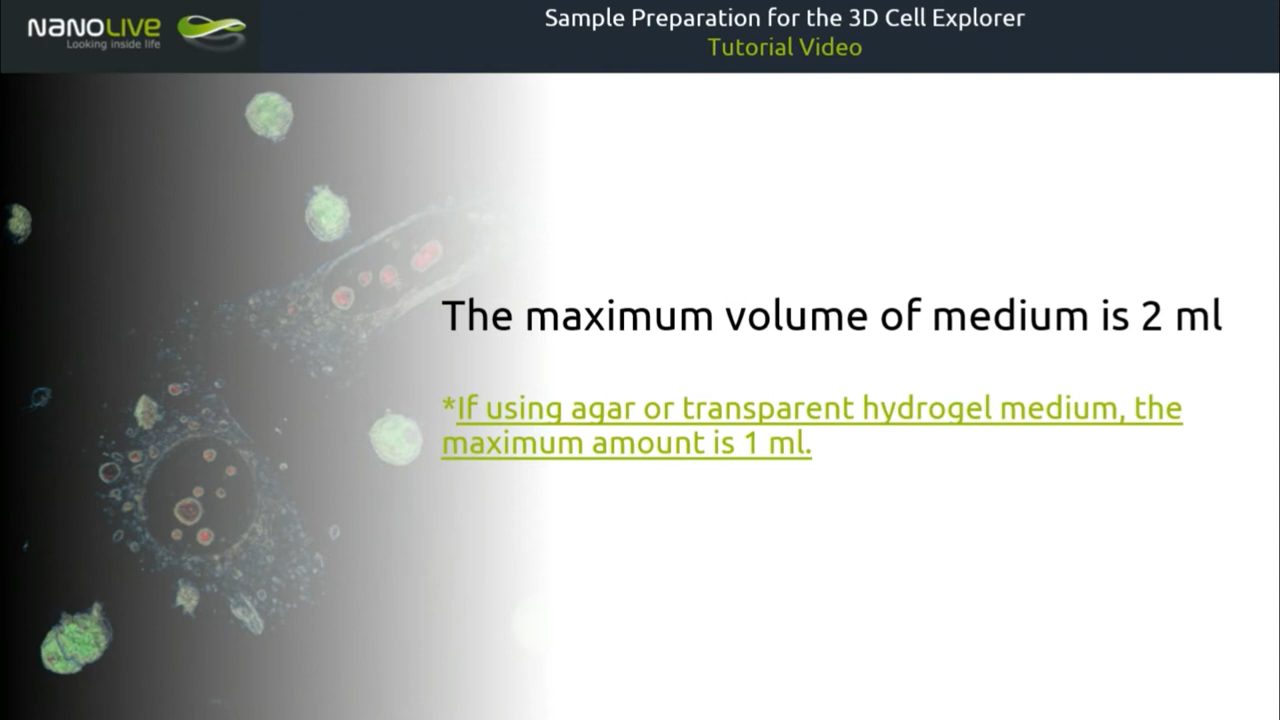 NANOLIVE
Looking inside life
Sample Preparation for the 3D Cell Explorer
Tutorial Video
The maximum volume of medium is 2 ml
*If using agar or transparent hydrogel medium, the
maximum amount is 1 ml.